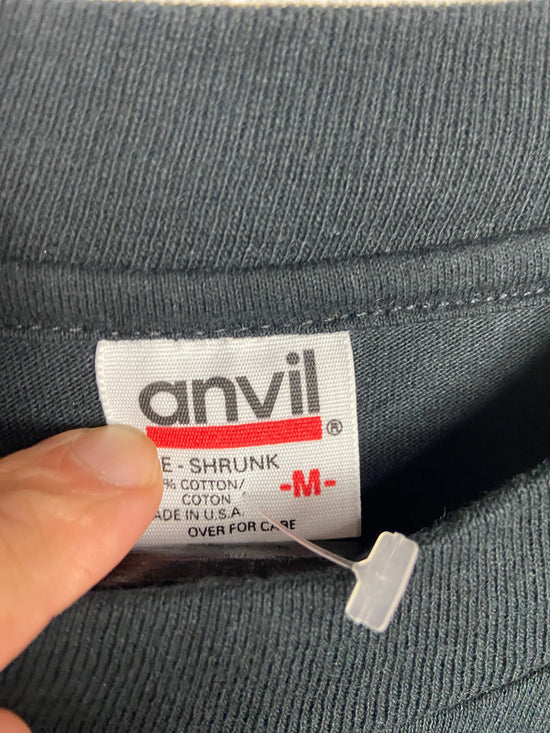 anvil
®
E - SHRUNK
% COTTON/
COTON
-M-
ADE IN U.S.A.
OVER FOR CARE